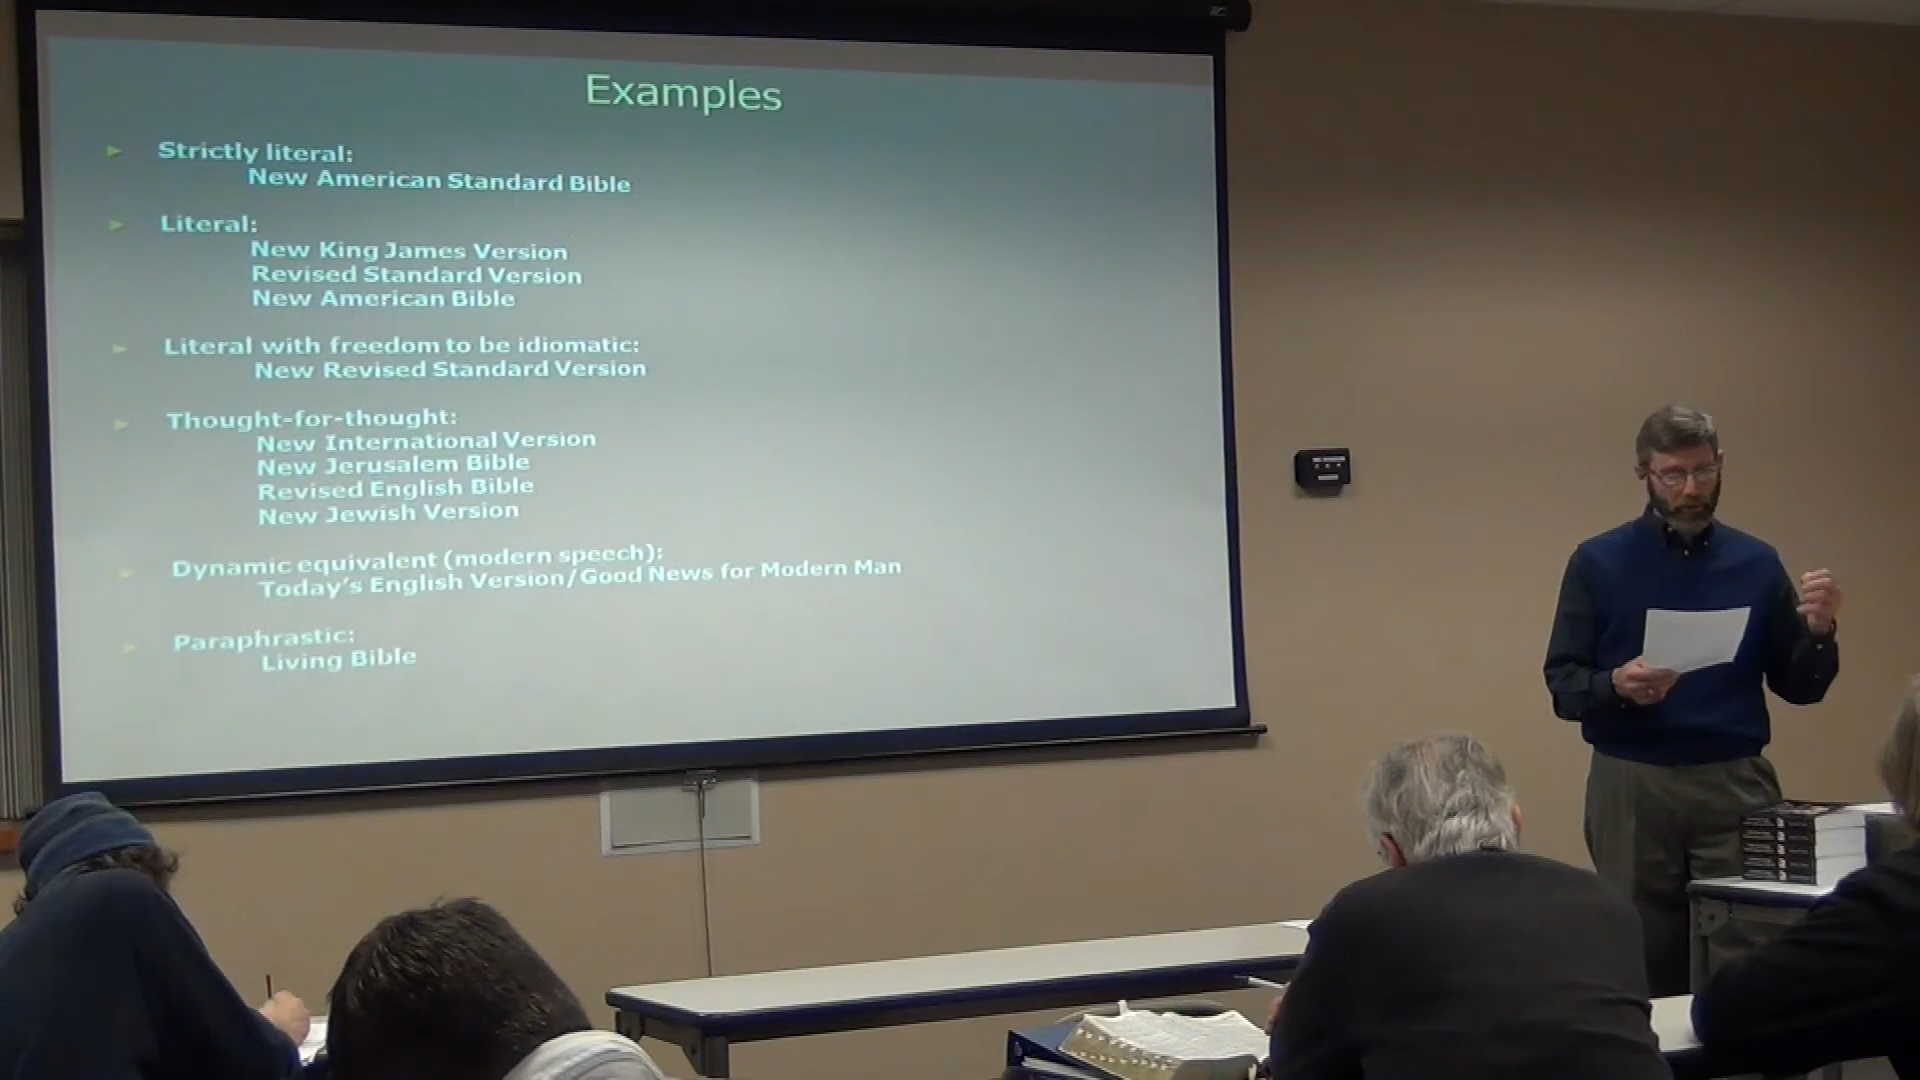 Examples
► Strictly literal:
New American Standard Bible
► Literal:
New King James Version
Revised Standard Version
New American Bible
► Literal with freedom to be idiomatic:
New Revised Standard Version
► Thought-for-thought:
New International Version
New Jerusalem Bible
Revised English Bible
New Jewish Version
► Dynamic equivalent (modern speech):
Today's English Version/Good News for Modern Man
► Paraphrastic:
Living Bible